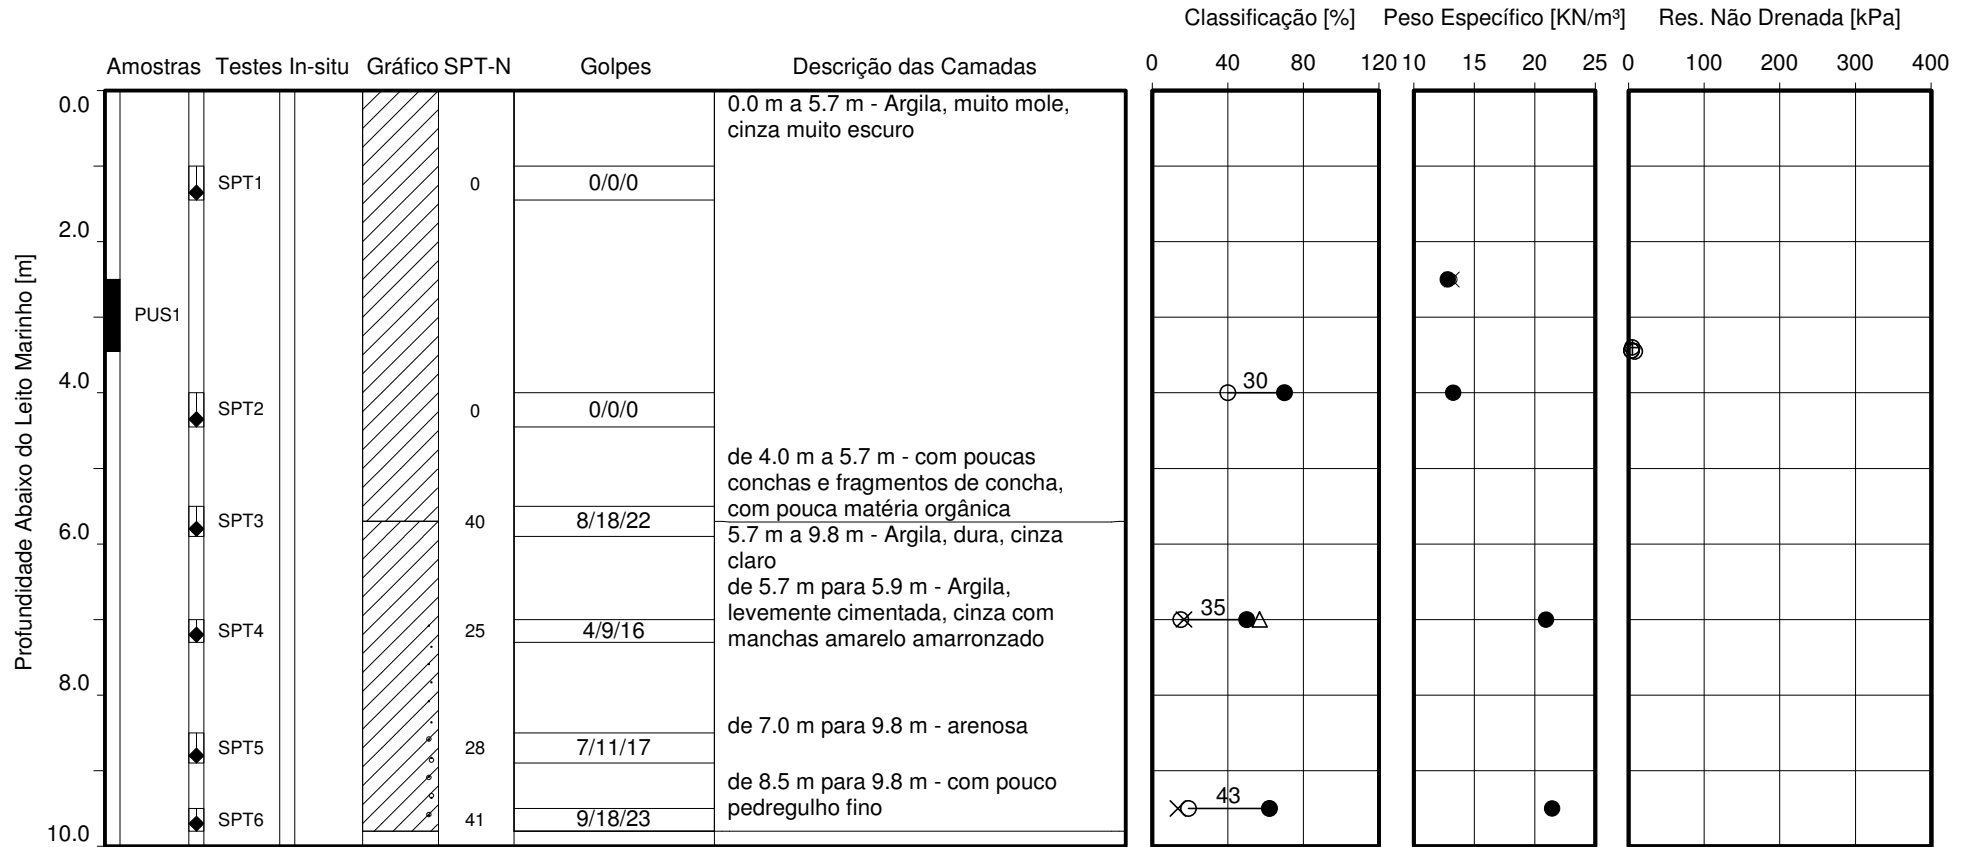 Classificação [%] Peso Específico [KN/m³] Res. Não Drenada [kPa]
Amostras Testes In-situ Gráfico SPT-N Golpes Descrição das Camadas
0 40 80 120 10 15 20 25 0 100 200 300 400
Profundidade Abaixo do Leito Marinho [m]
0.0
0.0 m a 5.7 m - Argila, muito mole,
cinza muito escuro
SPT1 0 0/0/0
2.0
PUS1
4.0
30
SPT2 0 0/0/0
de 4.0 m a 5.7 m - com poucas
conchas e fragmentos de concha,
com pouca matéria orgânica
SPT3 40 8/18/22
6.0
5.7 m a 9.8 m - Argila, dura, cinza
claro
de 5.7 m para 5.9 m - Argila,
levemente cimentada, cinza com
manchas amarelo amarronzado
35
SPT4 25 4/9/16
8.0
de 7.0 m para 9.8 m - arenosa
SPT5 28 7/11/17
de 8.5 m para 9.8 m - com pouco
pedregulho fino
43
SPT6 41 9/18/23
10.0